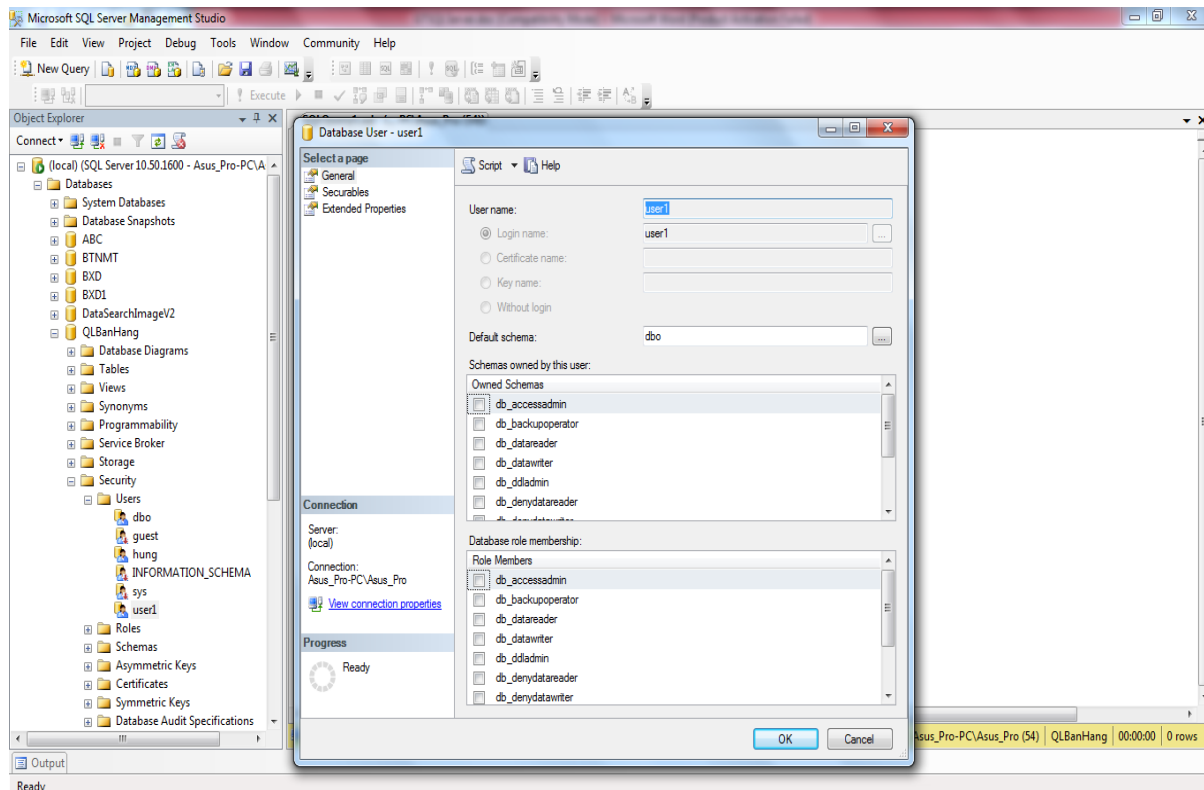 Microsoft SQL Server Management Studio
File Edit View Project Debug Tools Window Community Help
New Query
Execute
Object Explorer
Connect
(local) (SQL Server 10.50.1600 - Asus_Pro-PC\A
Databases
System Databases
Database Snapshots
ABC
BTNMT
BXD
BXD1
DataSearchImageV2
QLBanHang
Database Diagrams
Tables
Views
Synonyms
Programmability
Service Broker
Storage
Security
Users
dbo
guest
hung
INFORMATION_SCHEMA
sys
user1
Roles
Schemas
Asymmetric Keys
Certificates
Symmetric Keys
Database Audit Specifications
Output
Ready
Database User - user1
Select a page
General
Securables
Extended Properties
Connection
Server:
(local)
Connection:
Asus_Pro-PC\Asus_Pro
View connection properties
Progress
Ready
Script Help
User name: user1
Login name: user1 ...
Certificate name:
Key name:
Without login
Default schema: dbo ...
Schemas owned by this user:
Owned Schemas
db_accessadmin
db_backupoperator
db_datareader
db_datawriter
db_ddladmin
db_denydatareader
Database role membership:
Role Members
db_accessadmin
db_backupoperator
db_datareader
db_datawriter
db_ddladmin
db_denydatareader
db_denydatawriter
OK Cancel
Asus_Pro-PC\Asus_Pro (54) QLBanHang 00:00:00 0 rows